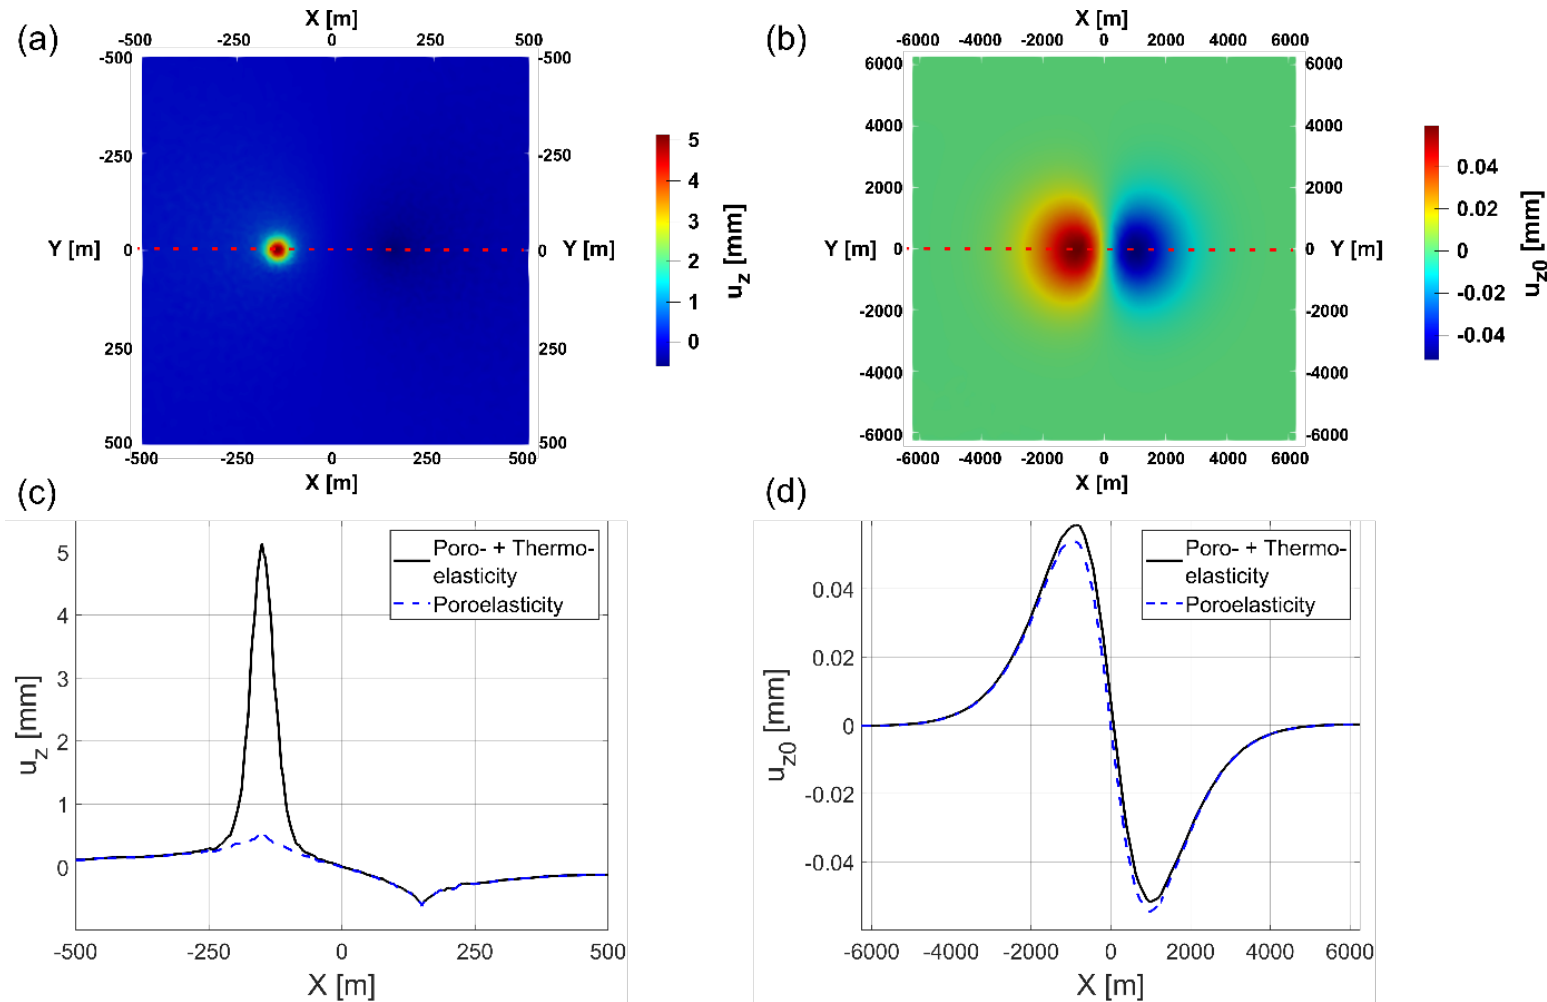 (a)
X [m]
-500 -250 0 250 500
-500 -500
-250 -250
Y [m] 0 0 Y [m]
250 250
500 500
-500 -250 0 250 500
X [m]
5
4
3
2
1
0
u_z [mm]
(b)
X [m]
-6000 -4000 -2000 0 2000 4000 6000
6000 6000
4000 4000
2000 2000
Y [m] 0 0 Y [m]
-2000 -2000
-4000 -4000
-6000 -6000
-6000 -4000 -2000 0 2000 4000 6000
X [m]
0.04
0.02
0
-0.02
-0.04
u_z0 [mm]
(c)
Poro- + Thermo-
elasticity
Poroelasticity
5
4
3
2
1
0
u_z [mm]
-500 -250 0 250 500
X [m]
(d)
Poro- + Thermo-
elasticity
Poroelasticity
0.04
0.02
0
-0.02
-0.04
u_z0 [mm]
-6000 -4000 -2000 0 2000 4000 6000
X [m]